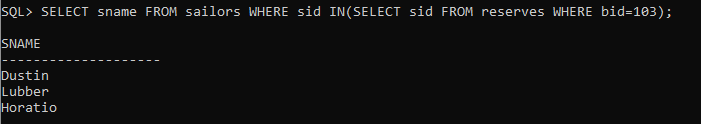 SQL> SELECT sname FROM sailors WHERE sid IN(SELECT sid FROM reserves WHERE bid=103);
SNAME
--------------------
Dustin
Lubber
Horatio